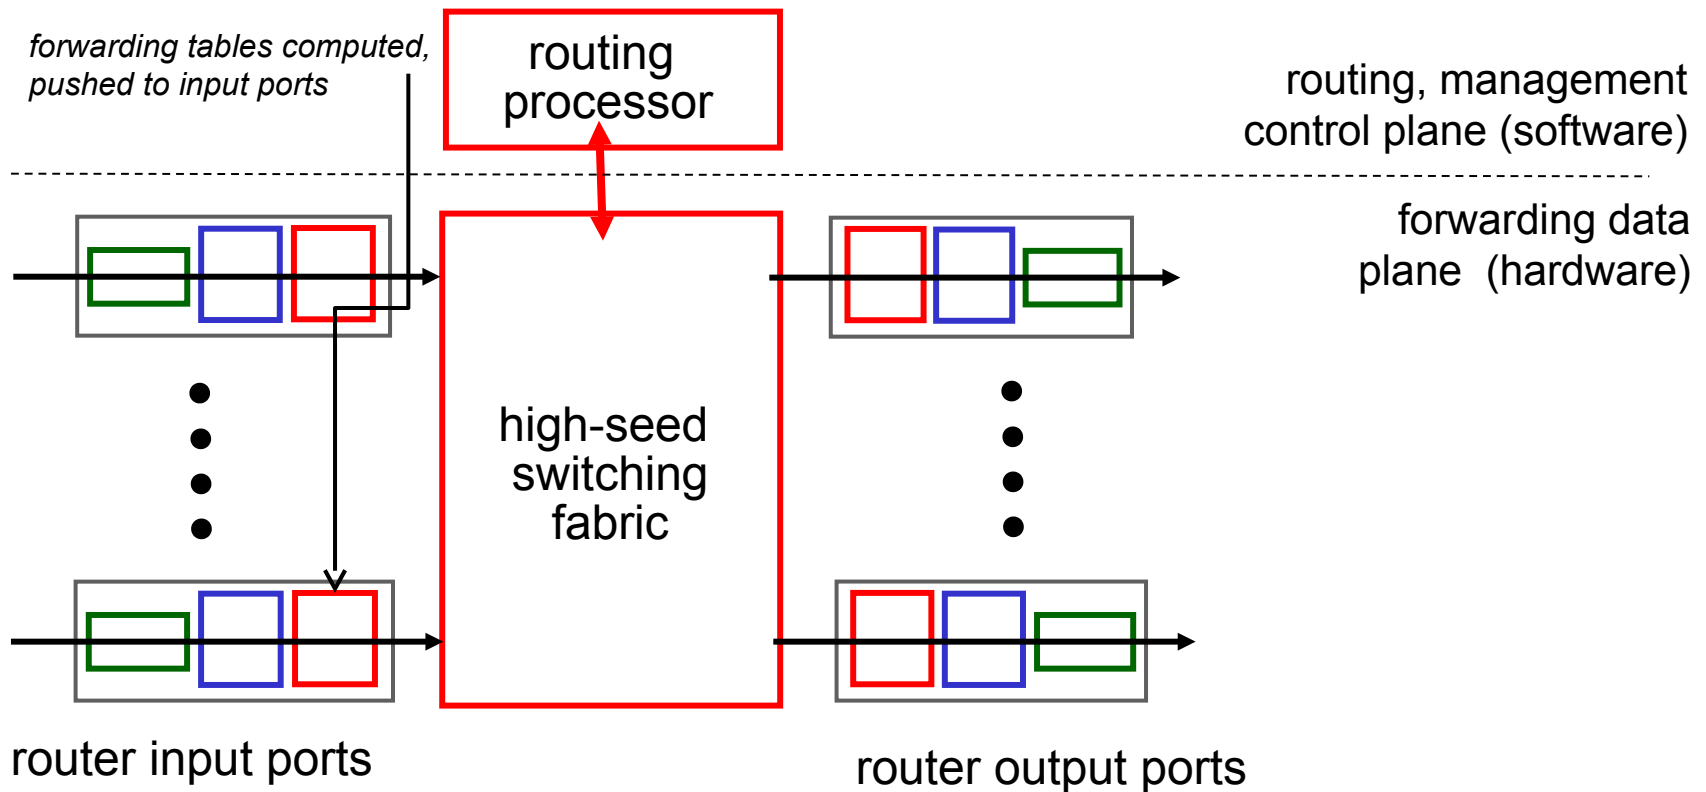 forwarding tables computed,
pushed to input ports
routing
processor
routing, management
control plane (software)
forwarding data
plane (hardware)
high-seed
switching
fabric
router input ports
router output ports